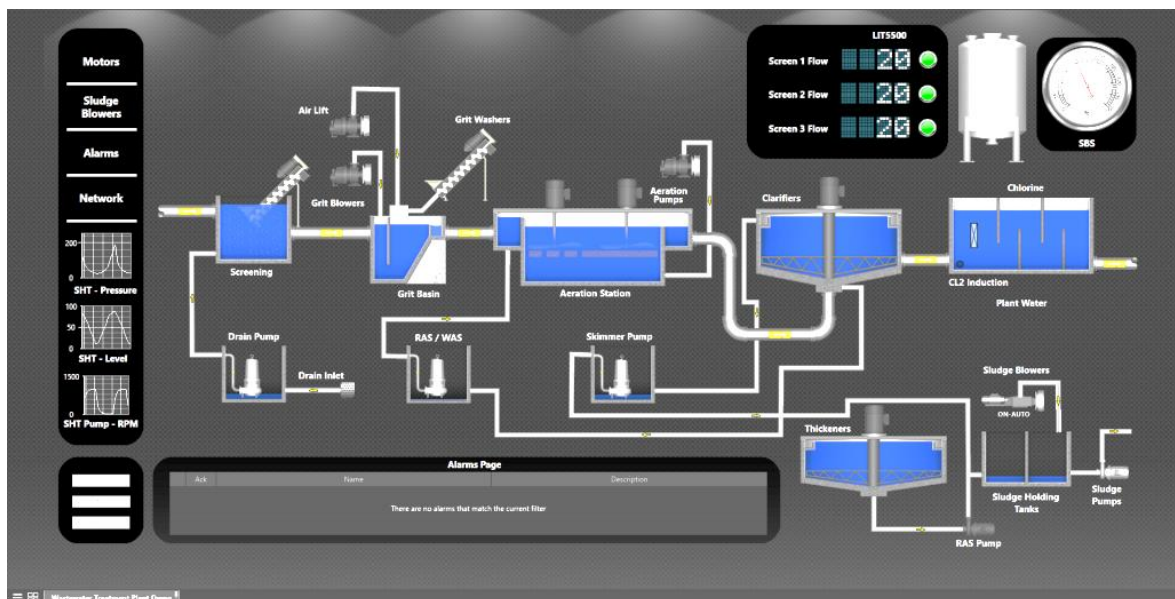 Motors
Sludge
Blowers
Alarms
Network
200
0
SHT - Pressure
100
50
0
SHT - Level
1500
0
SHT Pump - RPM
Air Lift
Grit Washers
Grit Blowers
Screening
Grit Basin
Aeration
Pumps
Aeration Station
Clarifiers
Chlorine
CL2 Induction
Plant Water
LIT5500
Screen 1 Flow 20
Screen 2 Flow 20
Screen 3 Flow 20
SBS
Drain Pump
Drain Inlet
RAS / WAS
Skimmer Pump
Sludge Blowers
ON-AUTO
Thickeners
Sludge Holding
Tanks
Sludge
Pumps
RAS Pump
Alarms Page
Ack Name Description
There are no alarms that match the current filter
Wastewater Treatment Plant Demo